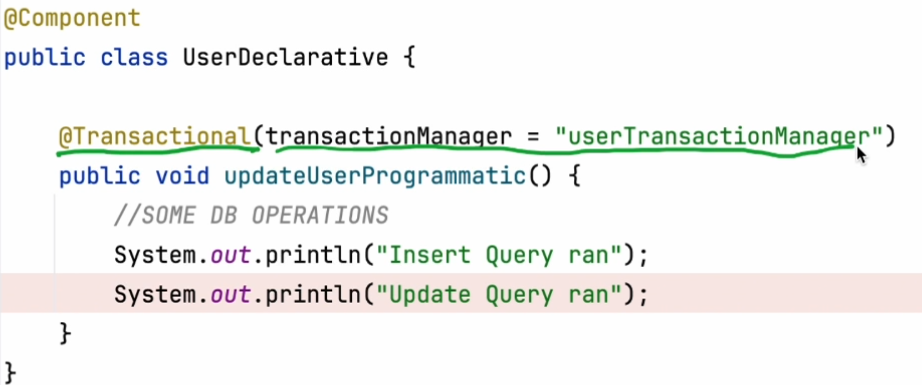 @Component
public class UserDeclarative {
@Transactional(transactionManager = "userTransactionManager")
public void updateUserProgrammatic() {
//SOME DB OPERATIONS
System.out.println("Insert Query ran");
System.out.println("Update Query ran");
}
}